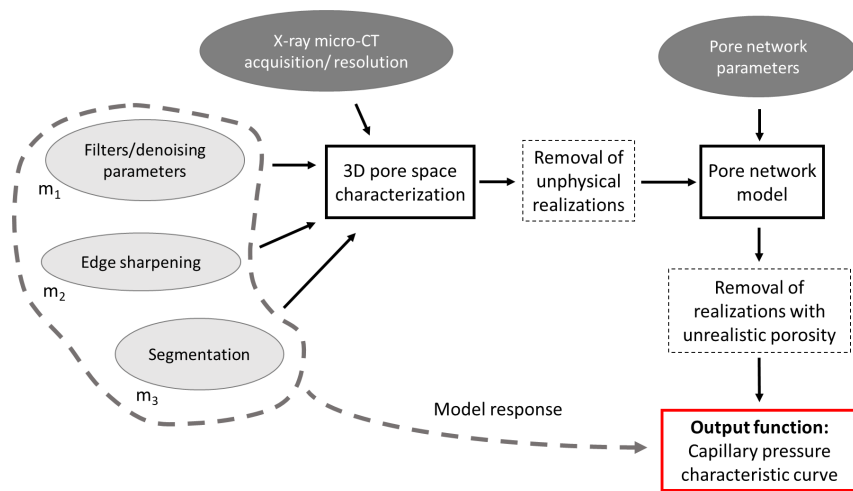 X-ray micro-CT
acquisition/ resolution
Pore network
parameters
Filters/denoising
parameters
m1
3D pore space
characterization
Removal of
unphysical
realizations
Pore network
model
Edge sharpening
m2
Removal of
realizations with
unrealistic porosity
Segmentation
m3
Model response
Output function:
Capillary pressure
characteristic curve